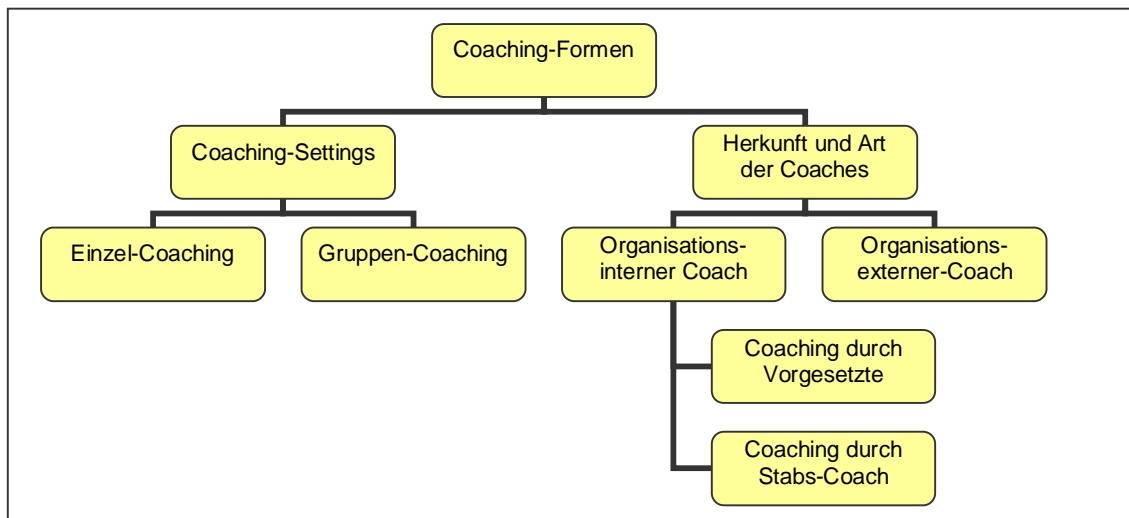 Coaching-Formen
Coaching-Settings
Herkunft und Art
der Coaches
Einzel-Coaching
Gruppen-Coaching
Organisations-
interner Coach
Organisations-
externer-Coach
Coaching durch
Vorgesetzte
Coaching durch
Stabs-Coach